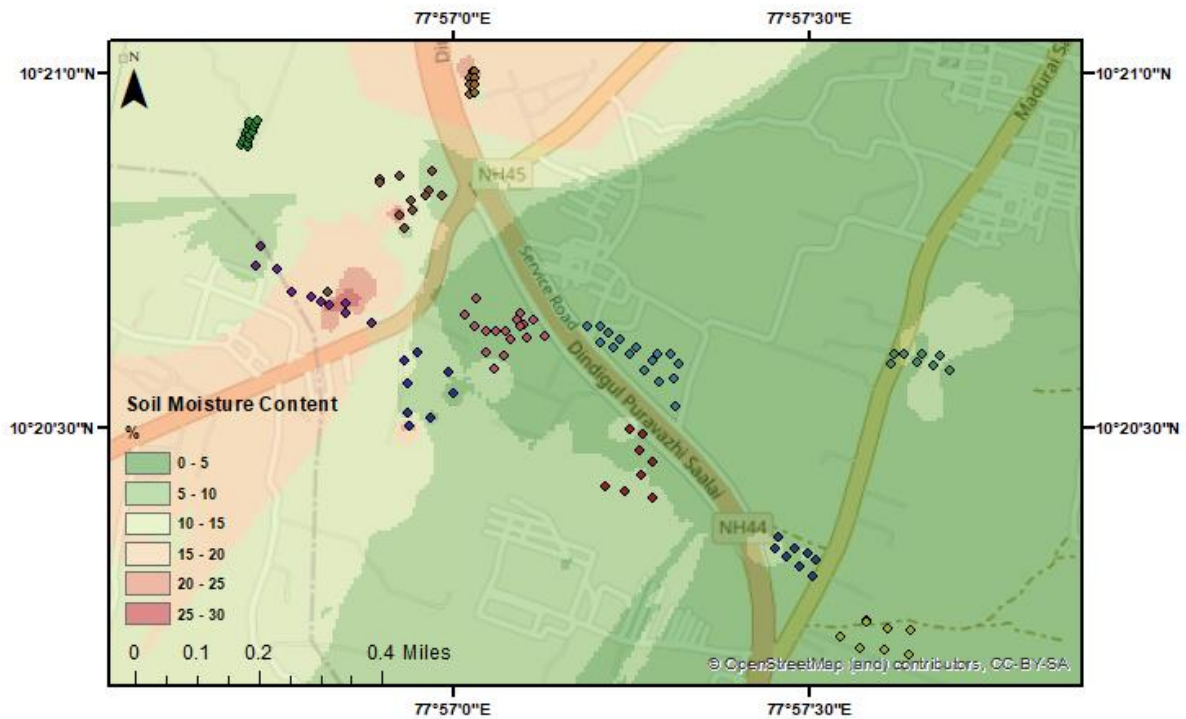 77°57'0"E 77°57'30"E
10°21'0"N 10°21'0"N
N
NH45
Service Road
Dindigul Puravazhi Saalai
NH44
Madurai
10°20'30"N 10°20'30"N
Soil Moisture Content
%
0 - 5
5 - 10
10 - 15
15 - 20
20 - 25
25 - 30
0 0.1 0.2 0.4 Miles
© OpenStreetMap (and) contributors, CC-BY-SA
77°57'0"E 77°57'30"E